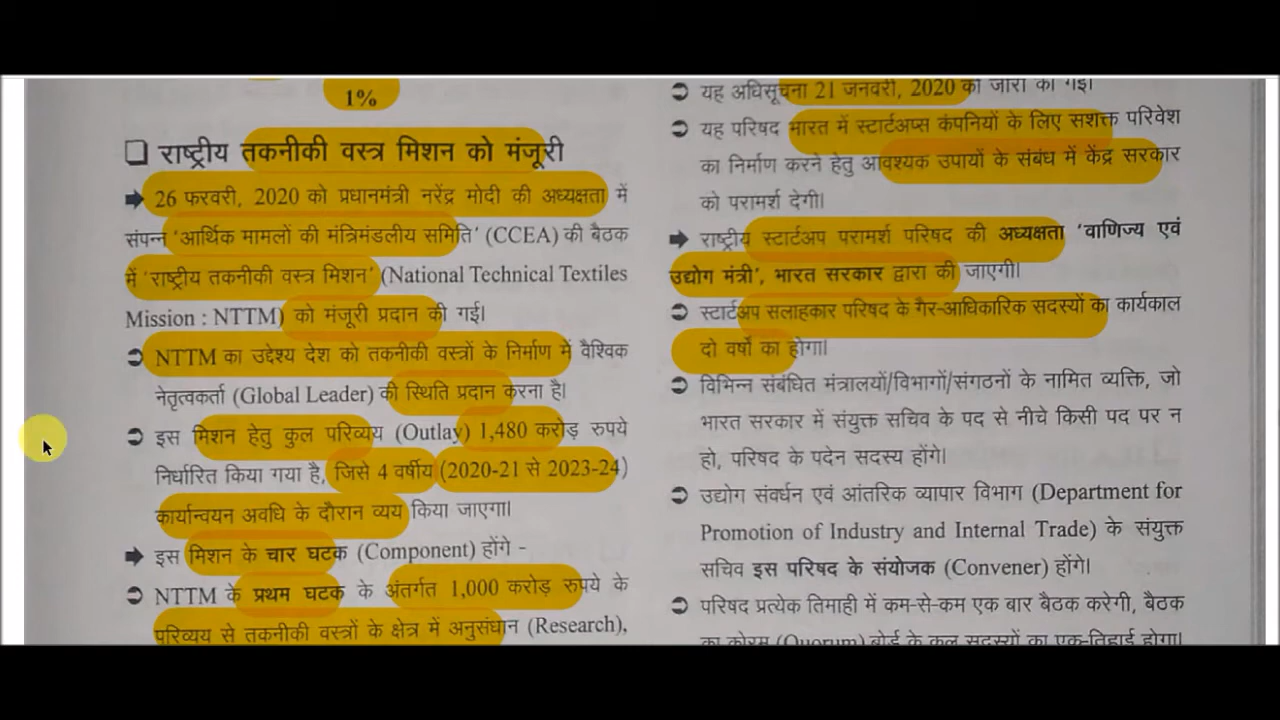 1%
❑ राष्ट्रीय तकनीकी वस्त्र मिशन को मंजूरी
➡ 26 फरवरी, 2020 को प्रधानमंत्री नरेंद्र मोदी की अध्यक्षता में
संपन्न ‘आर्थिक मामलों की मंत्रिमंडलीय समिति’ (CCEA) की बैठक
में ‘राष्ट्रीय तकनीकी वस्त्र मिशन’ (National Technical Textiles
Mission : NTTM) को मंजूरी प्रदान की गई।
➲ NTTM का उद्देश्य देश को तकनीकी वस्त्रों के निर्माण में वैश्विक
नेतृत्वकर्ता (Global Leader) की स्थिति प्रदान करना है।
➲ इस मिशन हेतु कुल परिव्यय (Outlay) 1,480 करोड़ रुपये
निर्धारित किया गया है, जिसे 4 वर्षीय (2020-21 से 2023-24)
कार्यान्वयन अवधि के दौरान व्यय किया जाएगा।
➡ इस मिशन के चार घटक (Component) होंगे -
➲ NTTM के प्रथम घटक के अंतर्गत 1,000 करोड़ रुपये के
परिव्यय से तकनीकी वस्त्रों के क्षेत्र में अनुसंधान (Research),
➲ यह अधिसूचना 21 जनवरी, 2020 को जारी की गई।
➲ यह परिषद भारत में स्टार्टअप्स कंपनियों के लिए सशक्त परिवेश
का निर्माण करने हेतु आवश्यक उपायों के संबंध में केंद्र सरकार
को परामर्श देगी।
➡ राष्ट्रीय स्टार्टअप परामर्श परिषद की अध्यक्षता ‘वाणिज्य एवं
उद्योग मंत्री’, भारत सरकार द्वारा की जाएगी।
➲ स्टार्टअप सलाहकार परिषद के गैर-आधिकारिक सदस्यों का कार्यकाल
दो वर्षों का होगा।
➲ विभिन्न संबंधित मंत्रालयों/विभागों/संगठनों के नामित व्यक्ति, जो
भारत सरकार में संयुक्त सचिव के पद से नीचे किसी पद पर न
हो, परिषद के पदेन सदस्य होंगे।
➲ उद्योग संवर्धन एवं आंतरिक व्यापार विभाग (Department for
Promotion of Industry and Internal Trade) के संयुक्त
सचिव इस परिषद के संयोजक (Convener) होंगे।
➲ परिषद प्रत्येक तिमाही में कम-से-कम एक बार बैठक करेगी, बैठक
का कोरम (Quorum) बोर्ड के कुल सदस्यों का एक-तिहाई होगा।